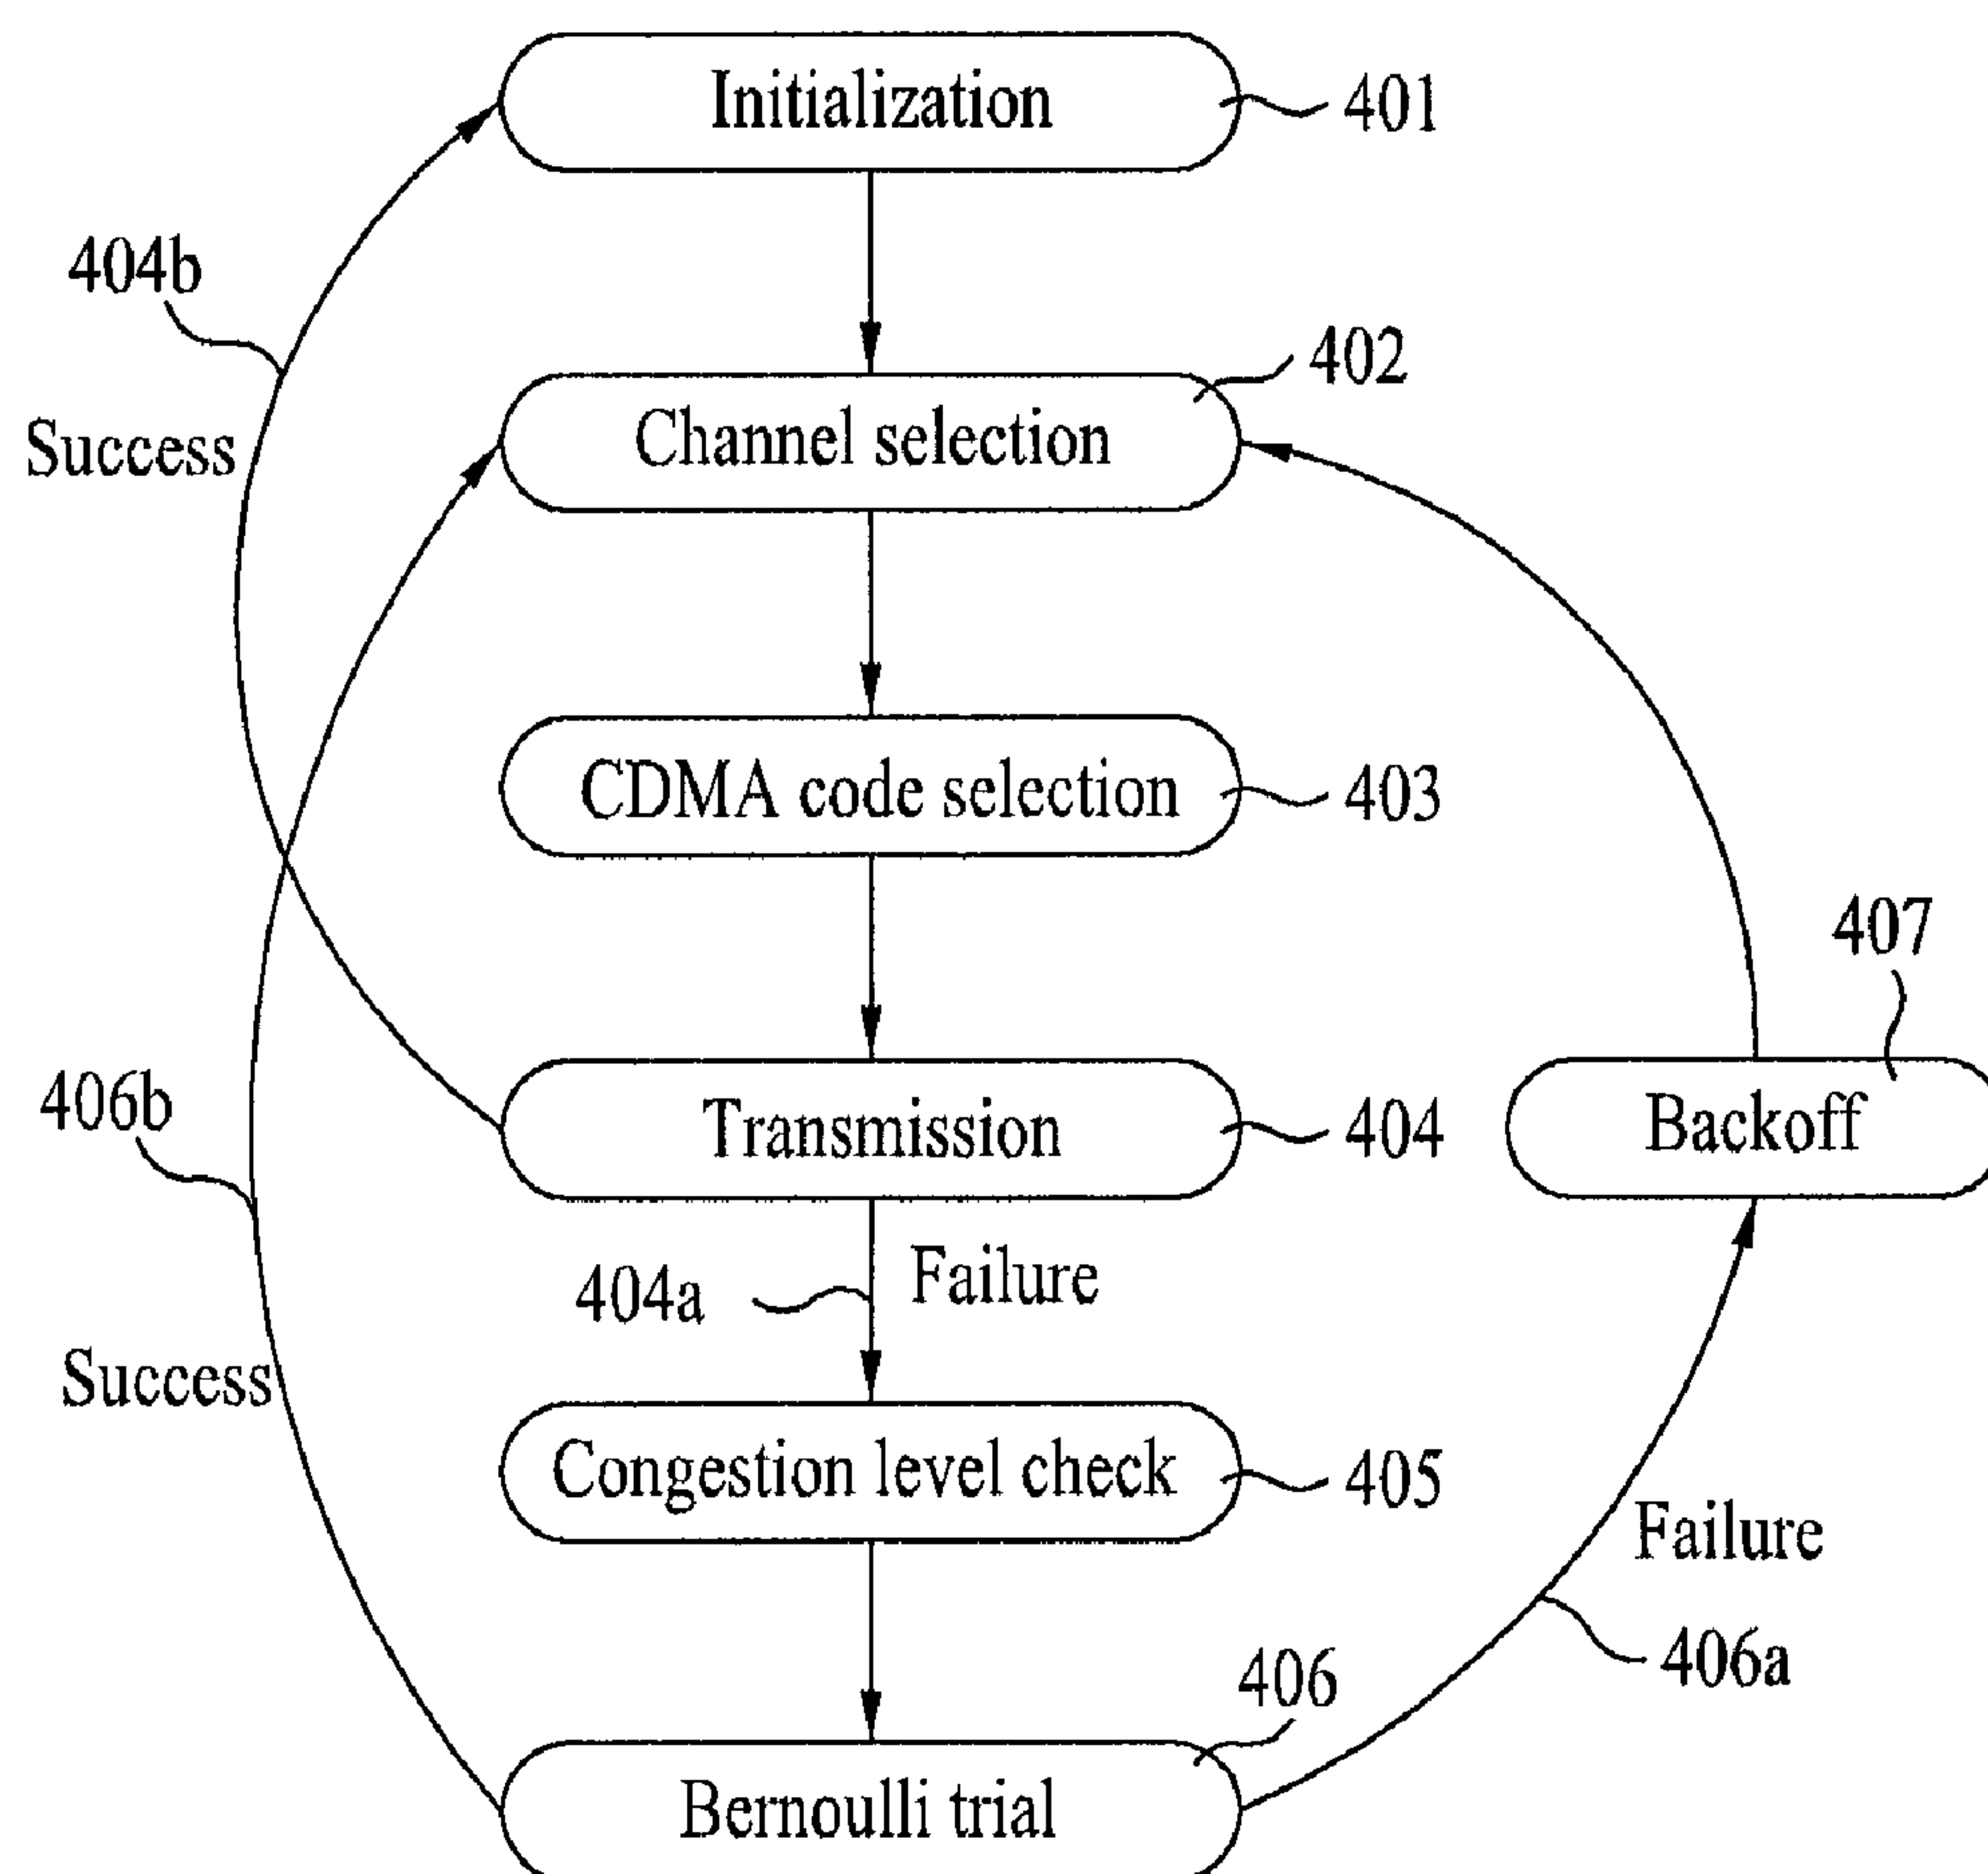 Initialization
401
404b
402
Success
Channel selection
CDMA code selection
403
407
406b
Transmission
404
Backoff
404a
Failure
Success
Congestion level check
405
Failure
406
406a
Bernoulli trial